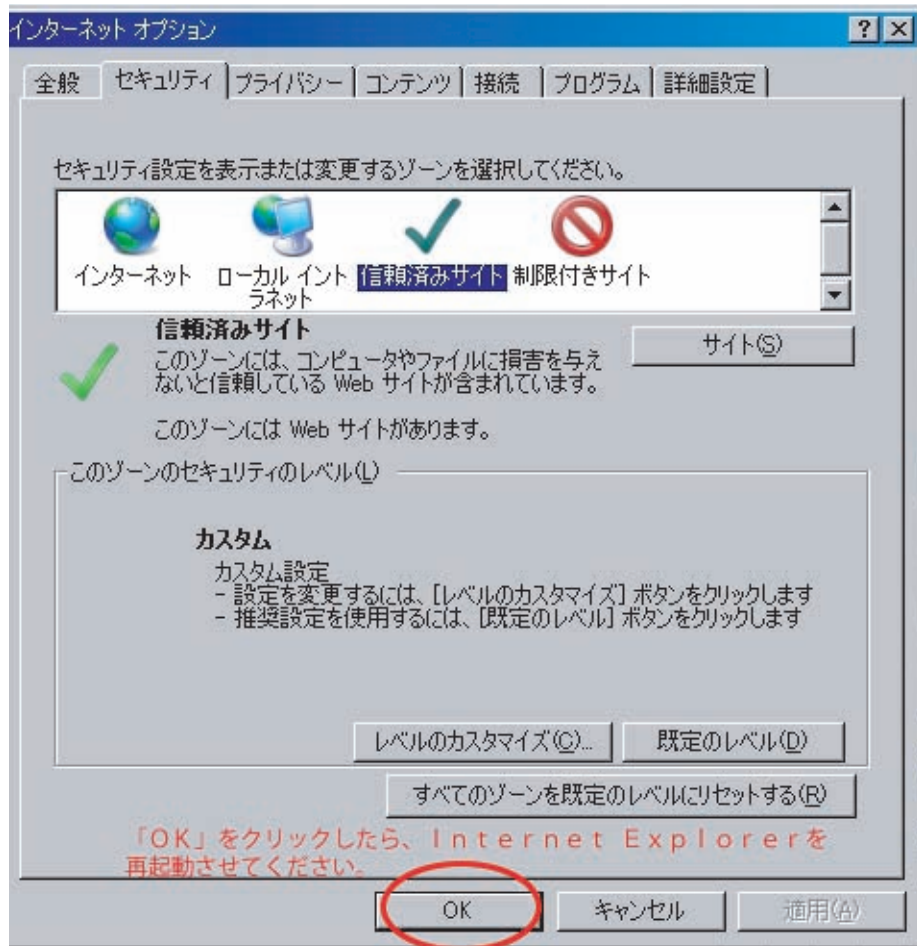 インターネット オプション
全般 セキュリティ プライバシー コンテンツ 接続 プログラム 詳細設定
セキュリティ設定を表示または変更するゾーンを選択してください。
インターネット ローカル イントラネット 信頼済みサイト 制限付きサイト
信頼済みサイト
サイト(S)
このゾーンには、コンピュータやファイルに損害を与え
ないと信頼している Web サイトが含まれています。
このゾーンには Web サイトがあります。
このゾーンのセキュリティのレベル(L)
カスタム
カスタム設定
- 設定を変更するには、[レベルのカスタマイズ] ボタンをクリックします
- 推奨設定を使用するには、[既定のレベル] ボタンをクリックします
レベルのカスタマイズ(C)... 既定のレベル(D)
すべてのゾーンを既定のレベルにリセットする(R)
「OK」をクリックしたら、Internet Explorerを
再起動させてください。
OK キャンセル 適用(A)